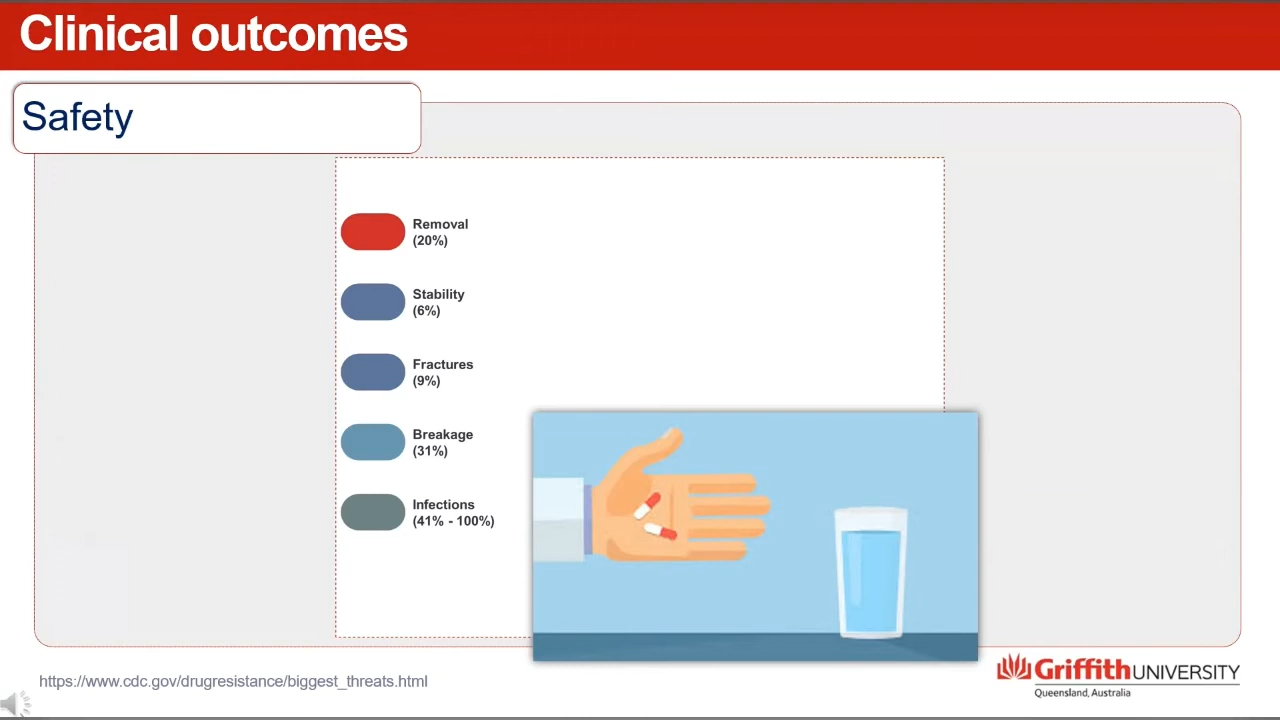 Clinical outcomes
Safety
Removal
(20%)
Stability
(6%)
Fractures
(9%)
Breakage
(31%)
Infections
(41% - 100%)
https://www.cdc.gov/drugresistance/biggest_threats.html
Griffith UNIVERSITY
Queensland, Australia